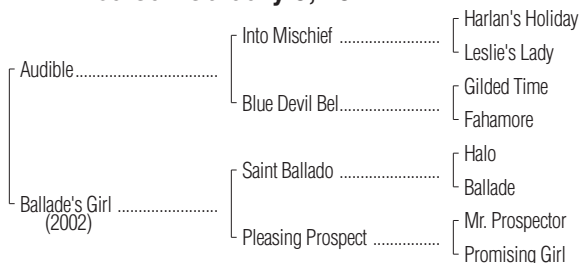 Harlan's Holiday
Into Mischief ........................
Leslie's Lady
Audible..................................
Gilded Time
Blue Devil Bel........................
Fahamore
Halo
Saint Ballado ........................
Ballade
Ballade's Girl ........................
(2002)
Mr. Prospector
Pleasing Prospect ................
Promising Girl